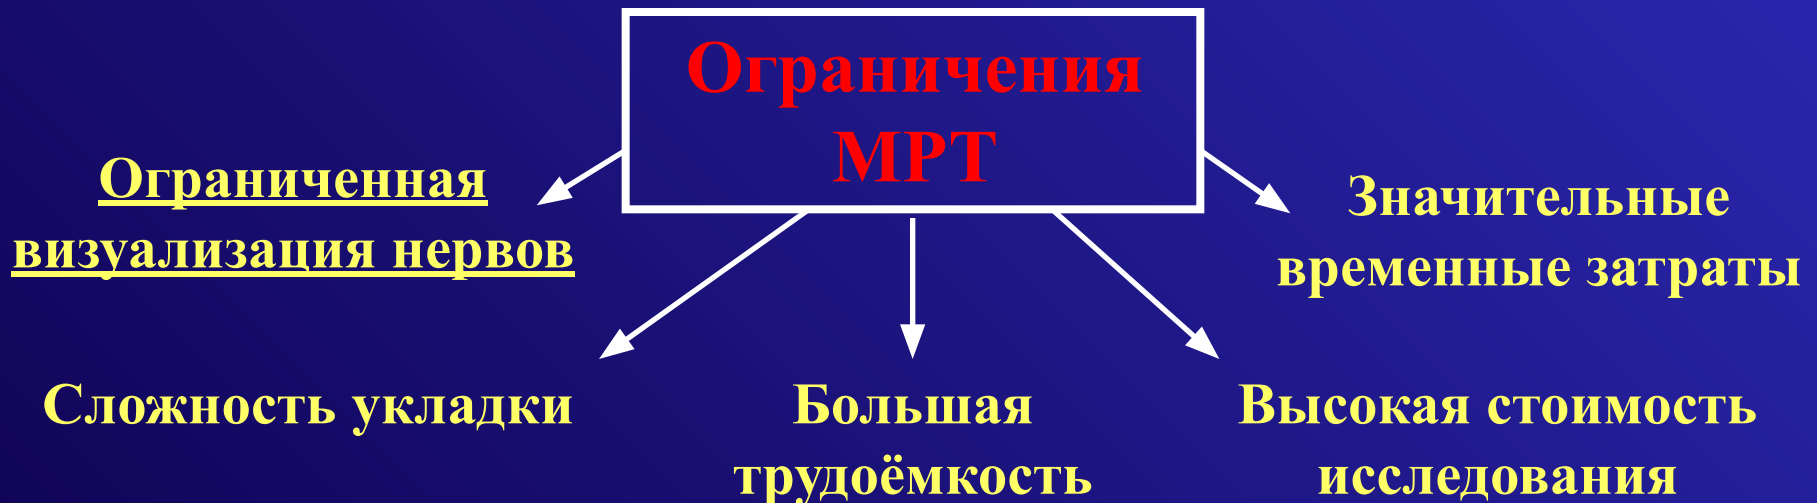 Ограничения
МРТ
Ограниченная
визуализация нервов
Значительные
временные затраты
Сложность укладки
Большая
трудоёмкость
Высокая стоимость
исследования